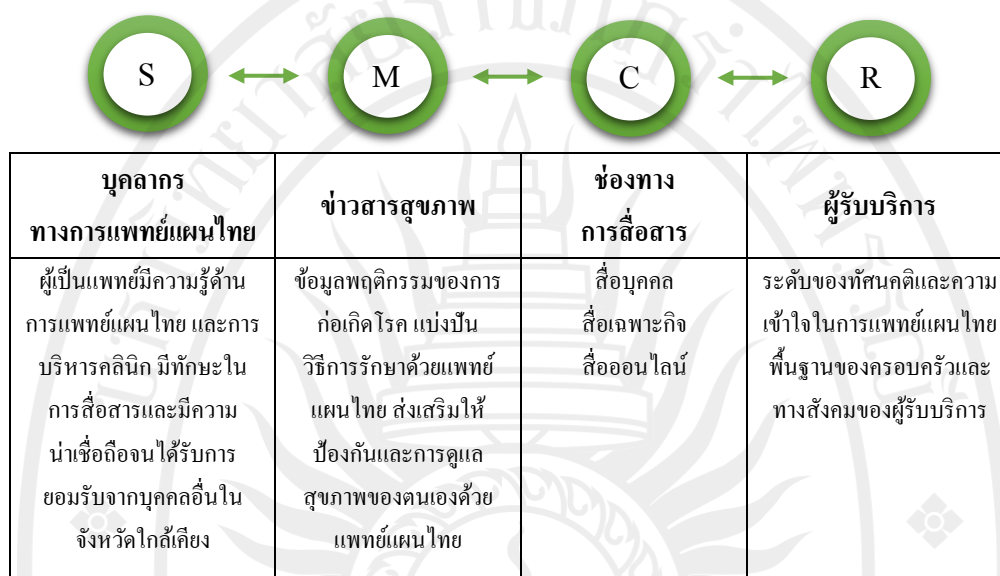 S
M
C
R
บุคลากร
ทางการแพทย์แผนไทย
ข่าวสารสุขภาพ
ช่องทาง
การสื่อสาร
ผู้รับบริการ
ผู้เป็นแพทย์มีความรู้ด้าน
การแพทย์แผนไทย และการ
บริหารคลินิก มีทักษะใน
การสื่อสารและมีความ
น่าเชื่อถือจนได้รับการ
ยอมรับจากบุคคลอื่นใน
จังหวัดใกล้เคียง
ข้อมูลพฤติกรรมของการ
ก่อเกิดโรค แบ่งปัน
วิธีการรักษาด้วยแพทย์
แผนไทย ส่งเสริมให้
ป้องกันและการดูแล
สุขภาพของตนเองด้วย
แพทย์แผนไทย
สื่อบุคคล
สื่อเฉพาะกิจ
สื่อออนไลน์
ระดับของทัศนคติและความ
เข้าใจในการแพทย์แผนไทย
พื้นฐานของครอบครัวและ
ทางสังคมของผู้รับบริการ